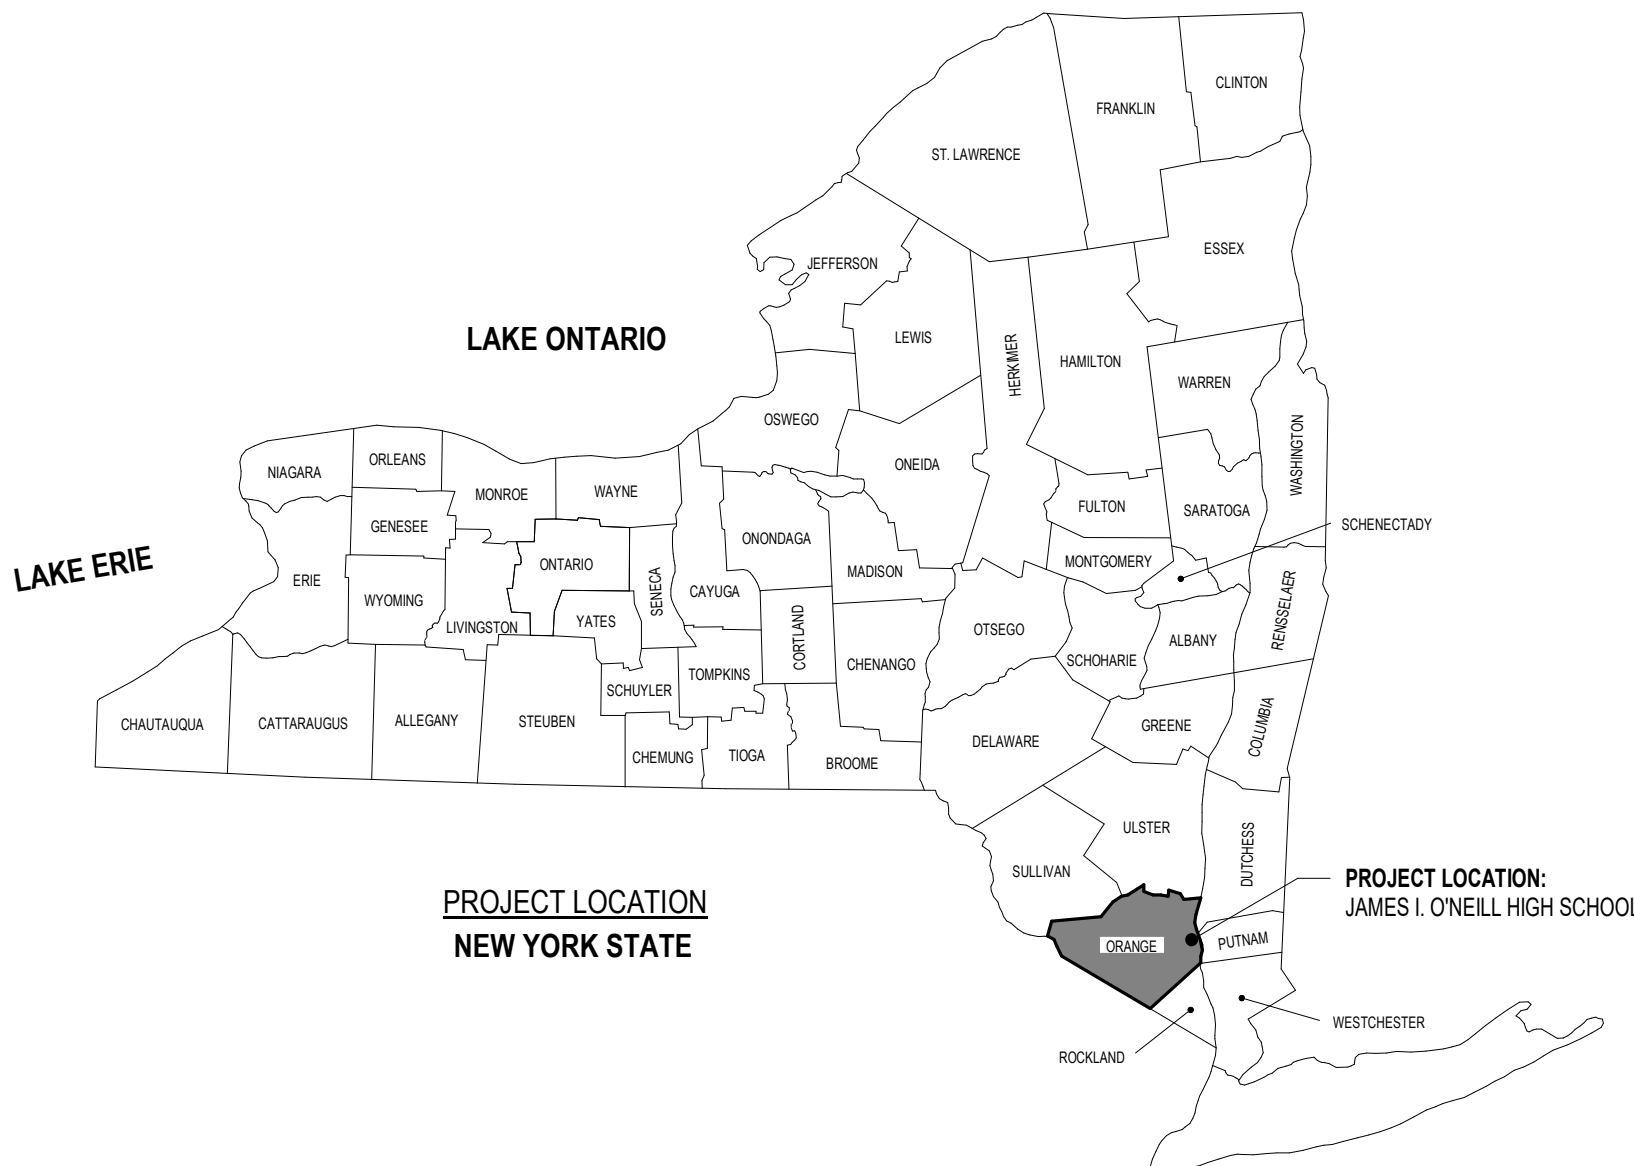 CLINTON
FRANKLIN
ST. LAWRENCE
ESSEX
JEFFERSON
LAKE ONTARIO
LEWIS
HERKIMER
HAMILTON
WARREN
OSWEGO
WASHINGTON
ORLEANS
NIAGARA
ONEIDA
MONROE
WAYNE
FULTON
SARATOGA
GENESEE
SCHENECTADY
ONONDAGA
LAKE ERIE
ONTARIO
MONTGOMERY
MADISON
ERIE
SENECA
CAYUGA
WYOMING
RENSSELAER
YATES
LIVINGSTON
CORTLAND
OTSEGO
ALBANY
SCHOHARIE
CHENANGO
TOMPKINS
SCHUYLER
CHAUTAUQUA
CATTARAUGUS
ALLEGANY
STEUBEN
GREENE
COLUMBIA
DELAWARE
CHEMUNG
TIOGA
BROOME
ULSTER
DUTCHESS
SULLIVAN
PROJECT LOCATION:
JAMES I. O'NEILL HIGH SCHOOL
PROJECT LOCATION
NEW YORK STATE
ORANGE
PUTNAM
WESTCHESTER
ROCKLAND